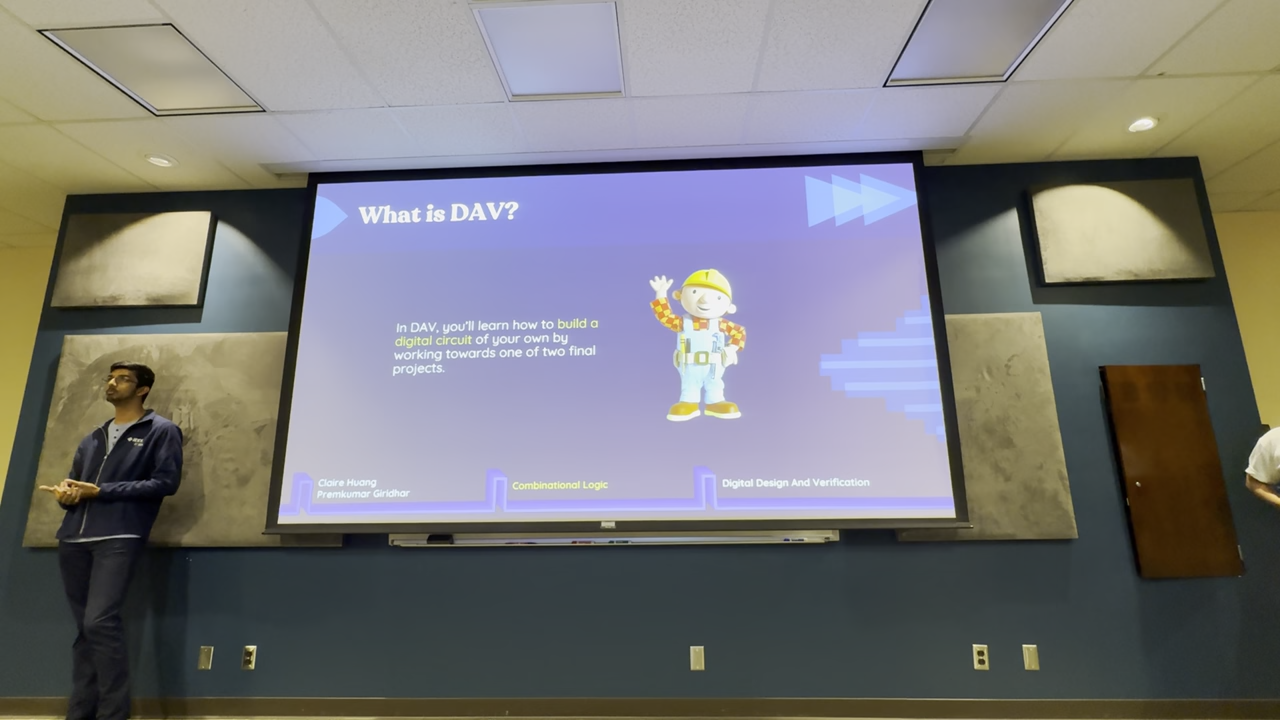 What is DAV?
In DAV, you'll learn how to build a
digital circuit of your own by
working towards one of two final
projects.
Claire Huang
Premkumar Giridhar
Combinational Logic
Digital Design And Verification